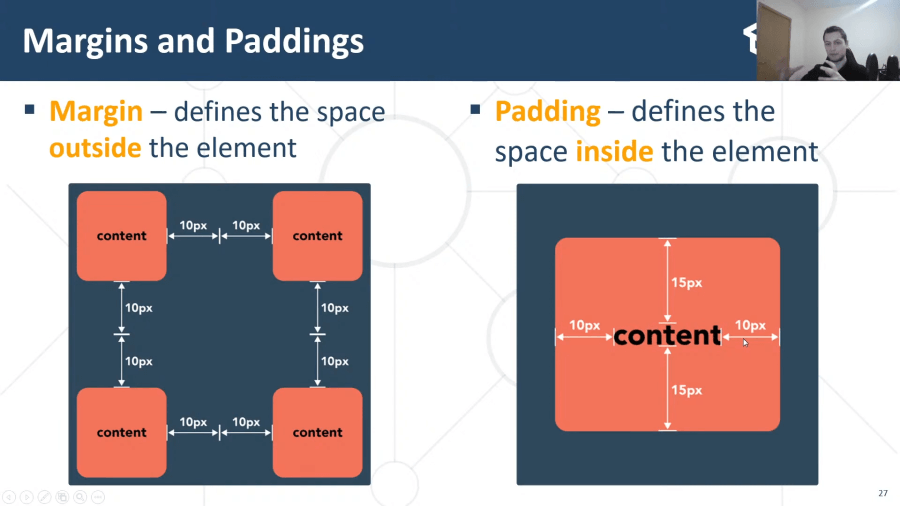 Margins and Paddings
▪ Margin – defines the space
outside the element
▪ Padding – defines the
space inside the element
content
10px
10px
content
10px
10px
10px
10px
content
10px
10px
content
15px
10px
content
10px
15px
27